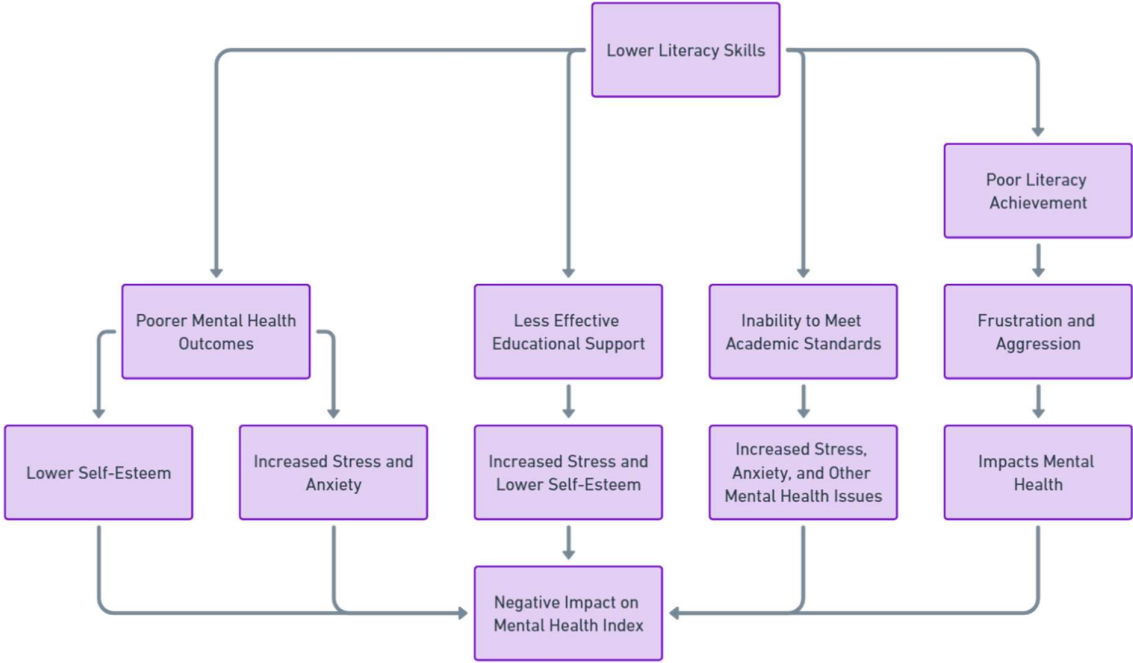 Lower Literacy Skills
Poor Literacy
Achievement
Poorer Mental Health
Outcomes
Less Effective
Educational Support
Inability to Meet
Academic Standards
Frustration and
Aggression
Lower Self-Esteem
Increased Stress and
Anxiety
Increased Stress and
Lower Self-Esteem
Increased Stress,
Anxiety, and Other
Mental Health Issues
Impacts Mental
Health
Negative Impact on
Mental Health Index